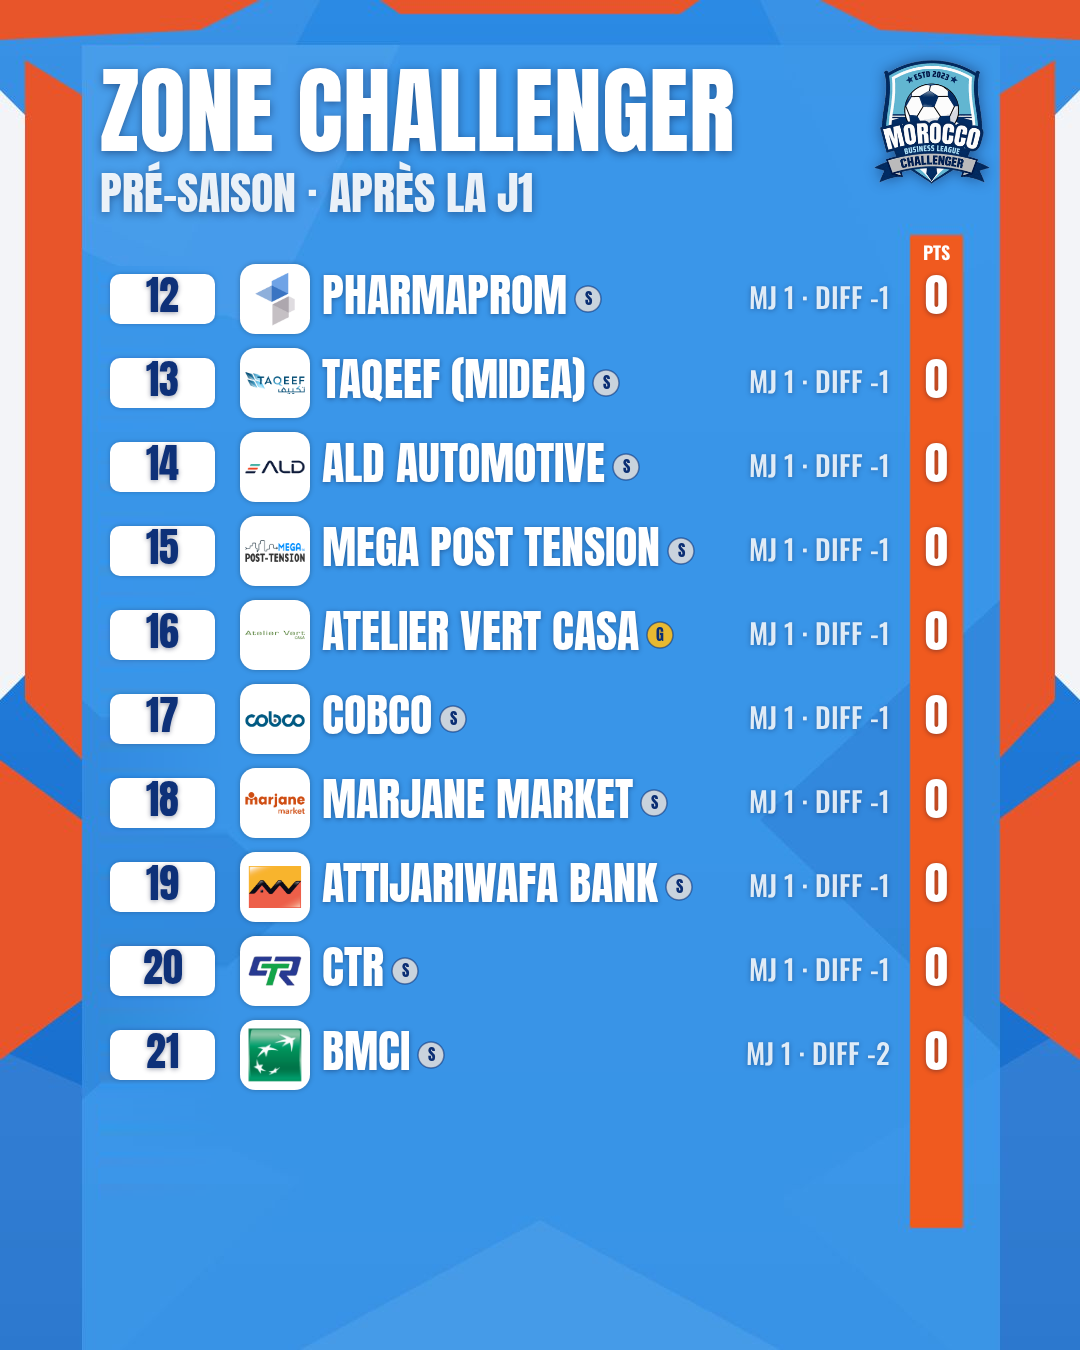 ZONE CHALLENGER
PRÉ-SAISON · APRÈS LA J1
★ ESTD 2023 ★
MOROCCO
BUSINESS LEAGUE
CHALLENGER
PTS
12 PHARMAPROM S MJ 1 · DIFF -1 0
13 TAQEEF تكييف TAQEEF (MIDEA) S MJ 1 · DIFF -1 0
14 ALD ALD AUTOMOTIVE S MJ 1 · DIFF -1 0
15 MEGA POST-TENSION MEGA POST TENSION S MJ 1 · DIFF -1 0
16 Atelier Vert CASA ATELIER VERT CASA G MJ 1 · DIFF -1 0
17 cobco COBCO S MJ 1 · DIFF -1 0
18 marjane market MARJANE MARKET S MJ 1 · DIFF -1 0
19 ATTIJARIWAFA BANK S MJ 1 · DIFF -1 0
20 CTR CTR S MJ 1 · DIFF -1 0
21 BMCI S MJ 1 · DIFF -2 0